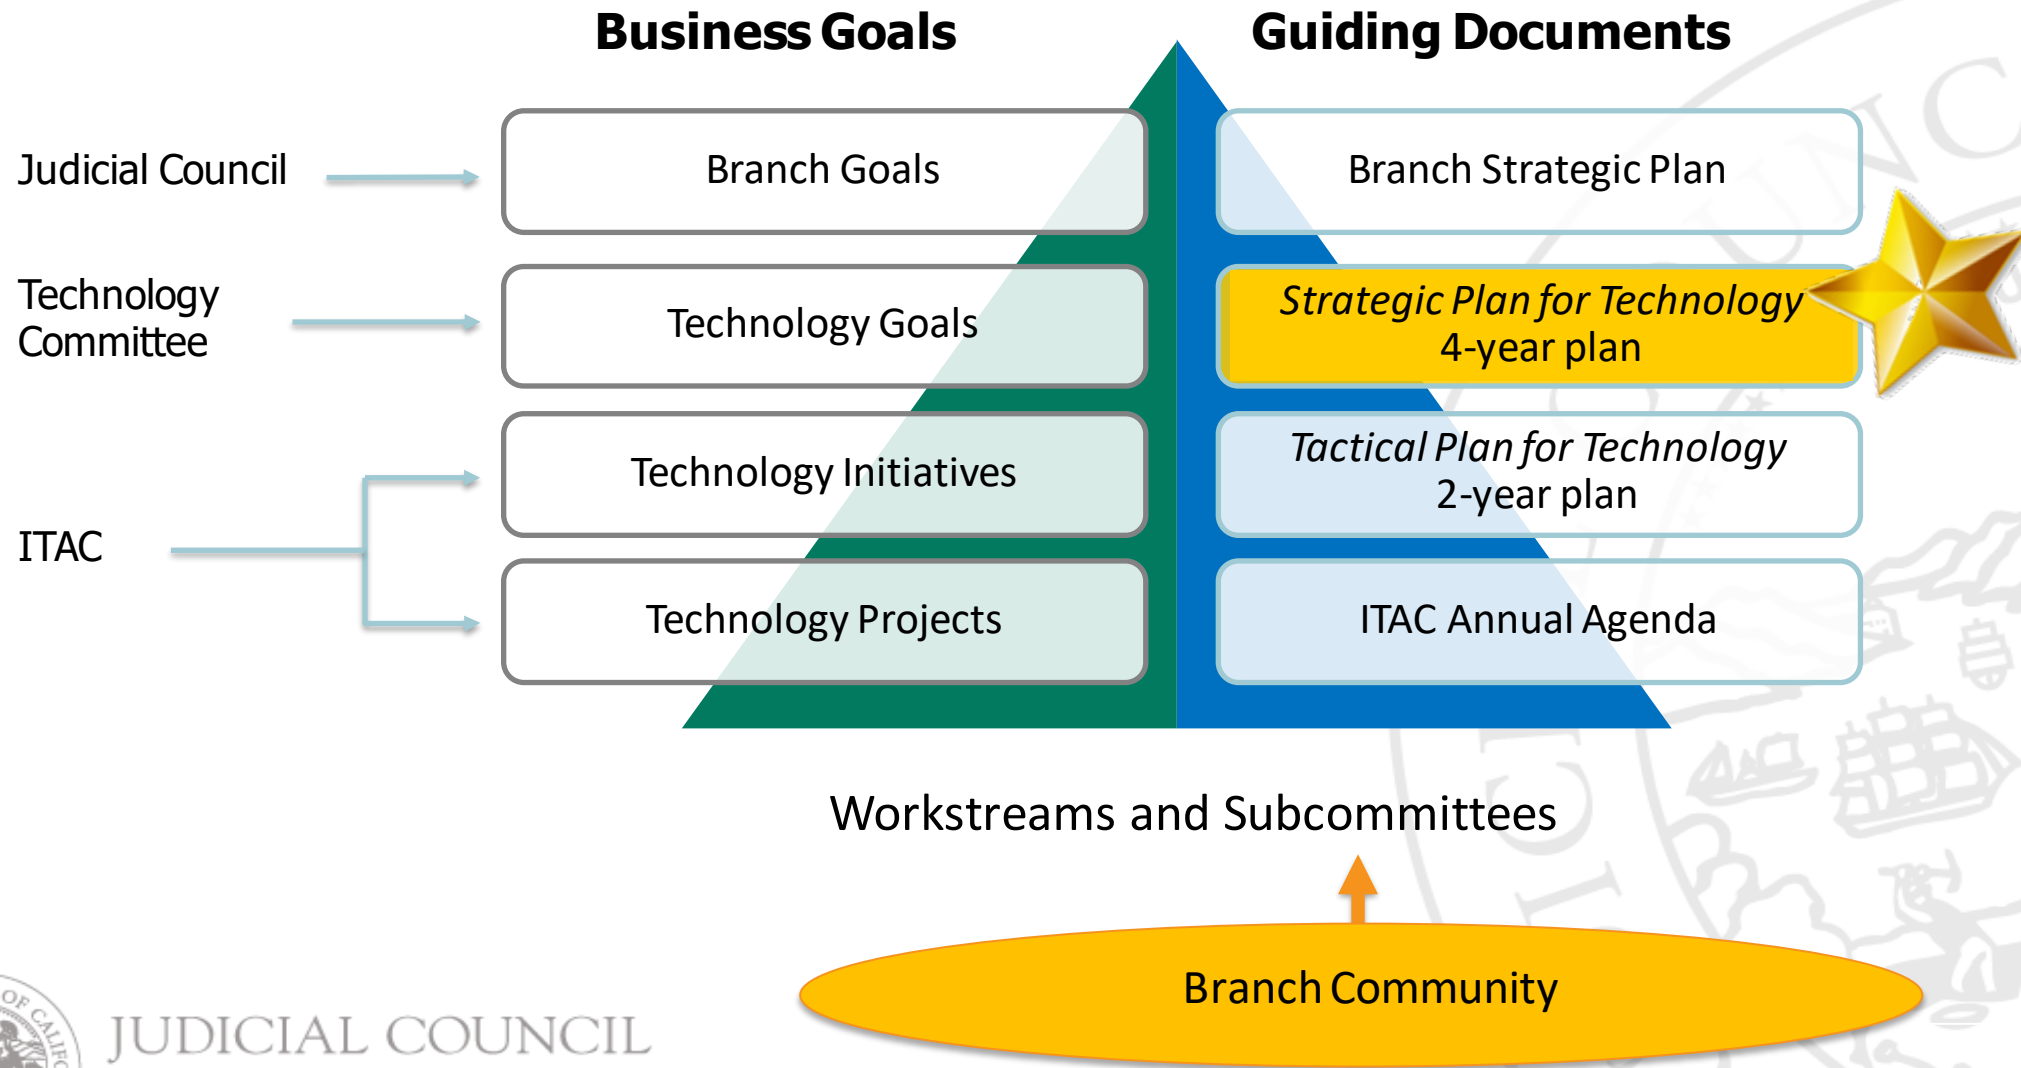 Business Goals
Guiding Documents
Judicial Council
Branch Goals
Branch Strategic Plan
Technology
Committee
Technology Goals
Strategic Plan for Technology
4-year plan
ITAC
Technology Initiatives
Tactical Plan for Technology
2-year plan
Technology Projects
ITAC Annual Agenda
Workstreams and Subcommittees
Branch Community
JUDICIAL COUNCIL